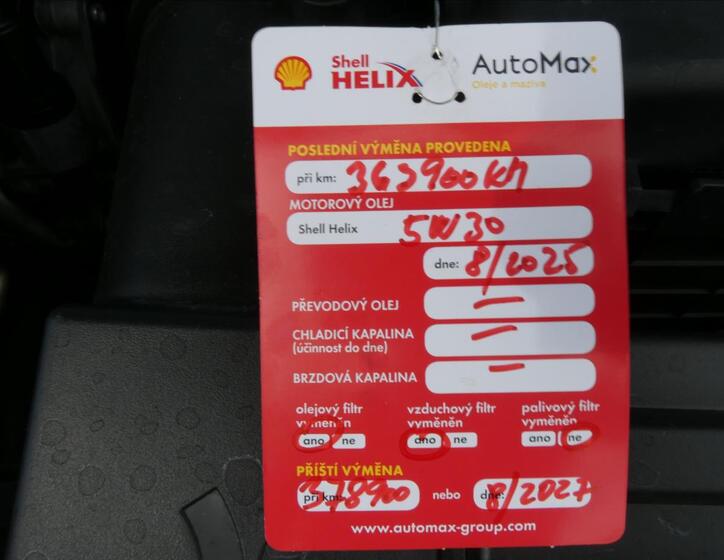 Shell
HELIX
AutoMax
Oleje a maziva
POSLEDNÍ VÝMĚNA PROVEDENA
při km: 363900 km
MOTOROVÝ OLEJ
Shell Helix 5W30
dne: 8/2025
PŘEVODOVÝ OLEJ –
CHLADICÍ KAPALINA –
(účinnost do dne)
BRZDOVÁ KAPALINA –
olejový filtr vyměněn
vzduchový filtr vyměněn
palivový filtr vyměněn
ano ne
ano ne
ano ne
PŘÍŠTÍ VÝMĚNA
při km: 378900 nebo dne: 8/2027
www.automax-group.com